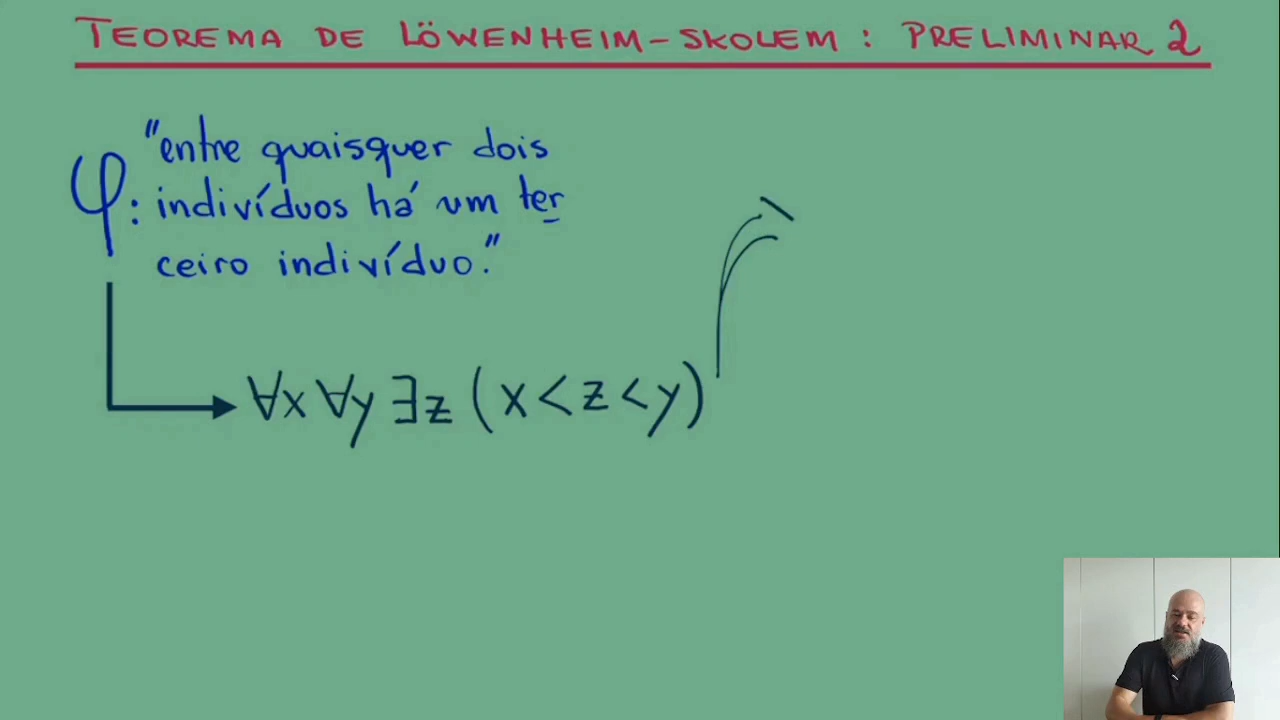 TEOREMA DE LÖWENHEIM-SKOLEM: PRELIMINAR 2
"entre quaisquer dois
φ: indivíduos há um ter
ceiro indivíduo."
∀x ∀y ∃z (x < z < y)